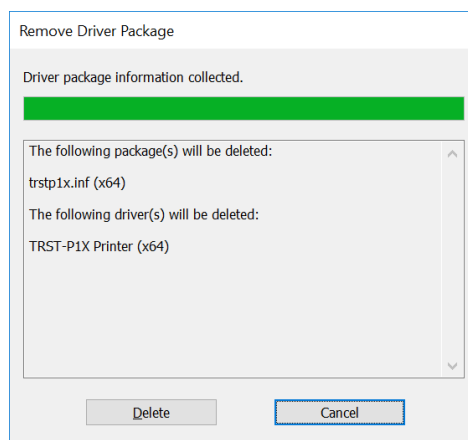 Remove Driver Package
Driver package information collected.
The following package(s) will be deleted:
trstp1x.inf (x64)
The following driver(s) will be deleted:
TRST-P1X Printer (x64)
Delete
Cancel